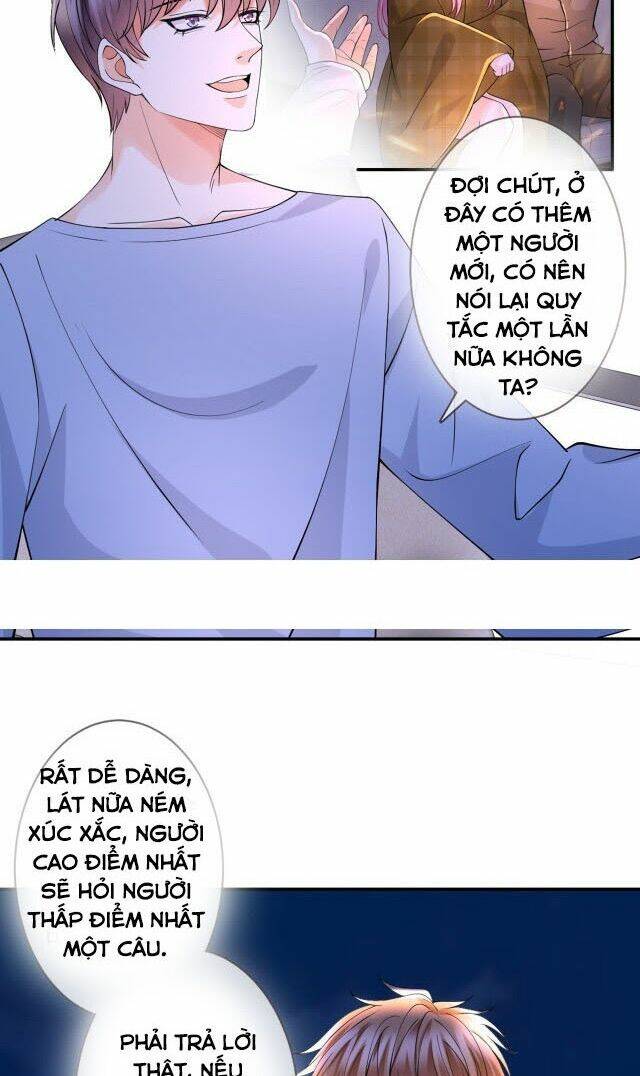 ĐỢI CHÚT, Ở
ĐÂY CÓ THÊM
MỘT NGƯỜI
MỚI, CÓ NÊN
NÓI LẠI QUY
TẮC MỘT LẦN
NỮA KHÔNG
TA?
RẤT DỄ DÀNG,
LÁT NỮA NÉM
XÚC XẮC, NGƯỜI
CAO ĐIỂM NHẤT
SẼ HỎI NGƯỜI
THẤP ĐIỂM NHẤT
MỘT CÂU.
PHẢI TRẢ LỜI
THẬT, NẾU